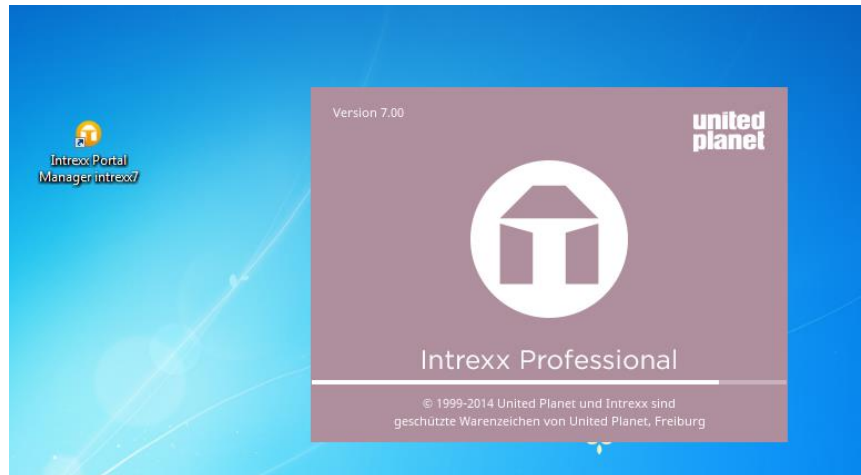 Intrexx Portal
Manager intrexx7
Version 7.00
united
planet
Intrexx Professional
© 1999-2014 United Planet und Intrexx sind
geschützte Warenzeichen von United Planet, Freiburg